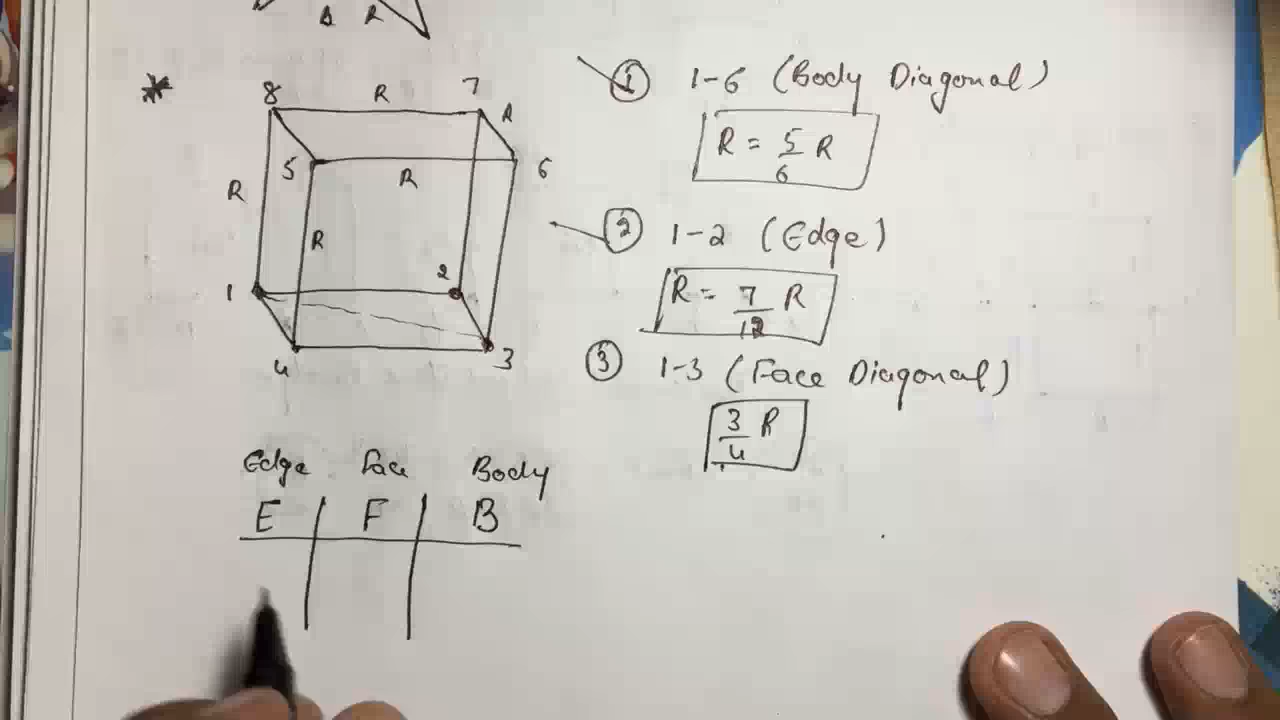 B R
*
8 R 7
R
5 R 6
R
R
1 2
4 3
① 1-6 (Body Diagonal)
R = 5/6 R
② 1-2 (Edge)
R = 7/12 R
③ 1-3 (Face Diagonal)
3/4 R
Edge Face Body
E F B